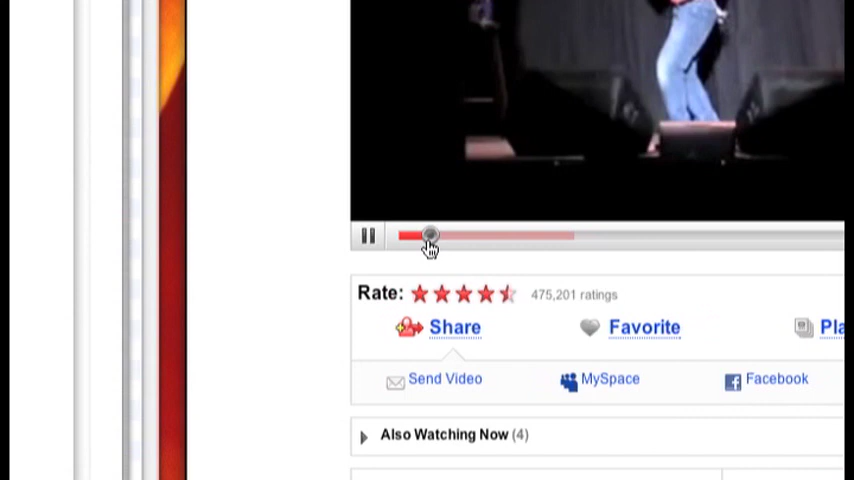 Rate: 475,201 ratings
Share Favorite
Send Video MySpace Facebook
Also Watching Now (4)